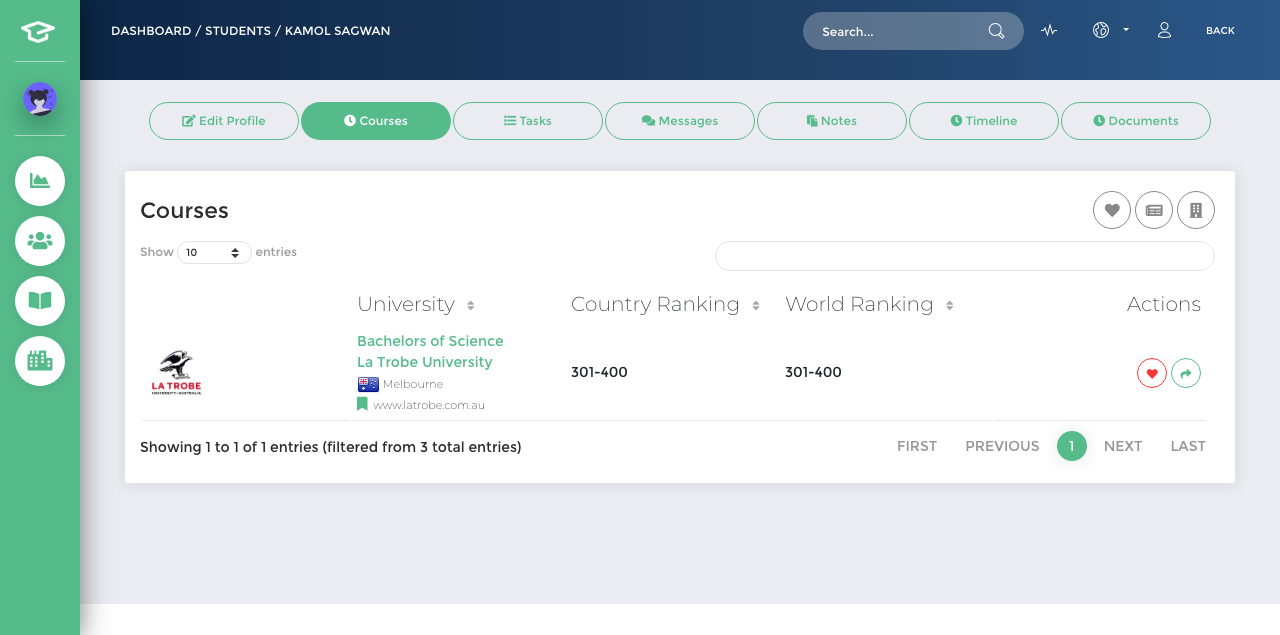 DASHBOARD / STUDENTS / KAMOL SAGWAN
Search...
BACK
Edit Profile
Courses
Tasks
Messages
Notes
Timeline
Documents
Courses
Show 10 entries
University
Country Ranking
World Ranking
Actions
Bachelors of Science
La Trobe University
Melbourne
www.latrobe.com.au
LA TROBE
UNIVERSITY-AUSTRALIA
301-400
301-400
Showing 1 to 1 of 1 entries (filtered from 3 total entries)
FIRST
PREVIOUS
1
NEXT
LAST